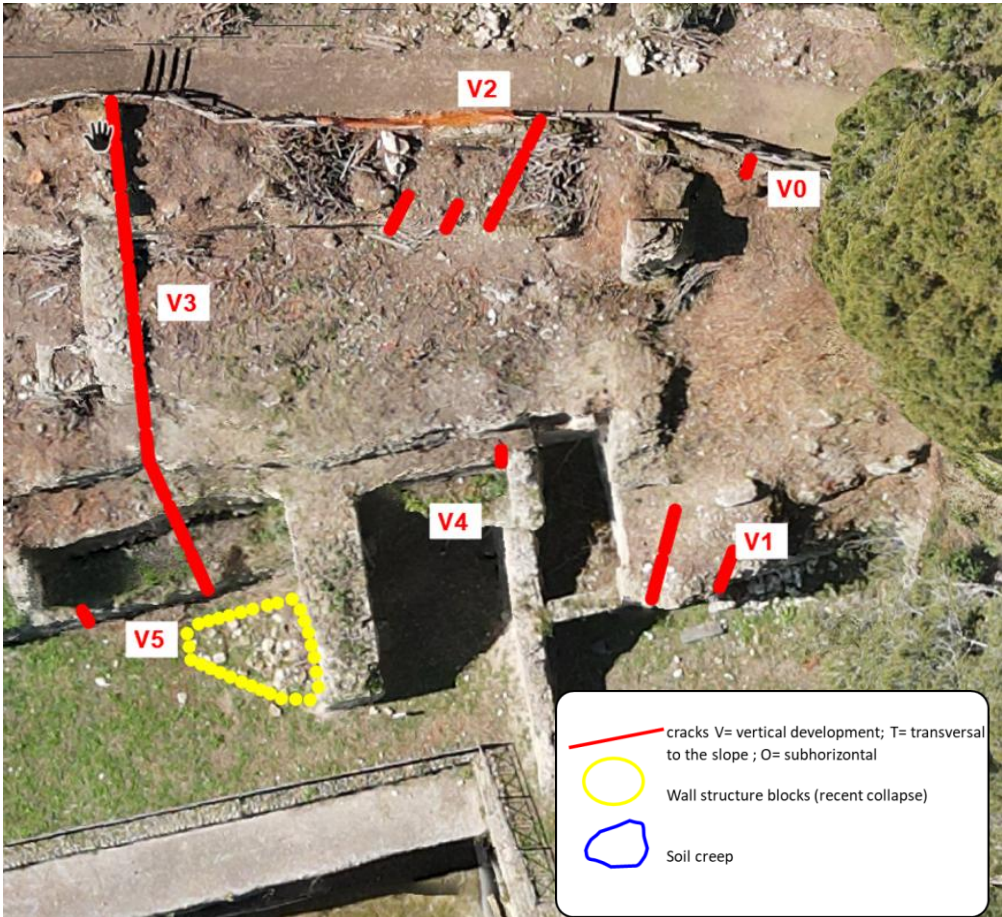 V2
V0
V3
V4
V1
V5
cracks V= vertical development; T= transversal
to the slope ; O= subhorizontal
Wall structure blocks (recent collapse)
Soil creep